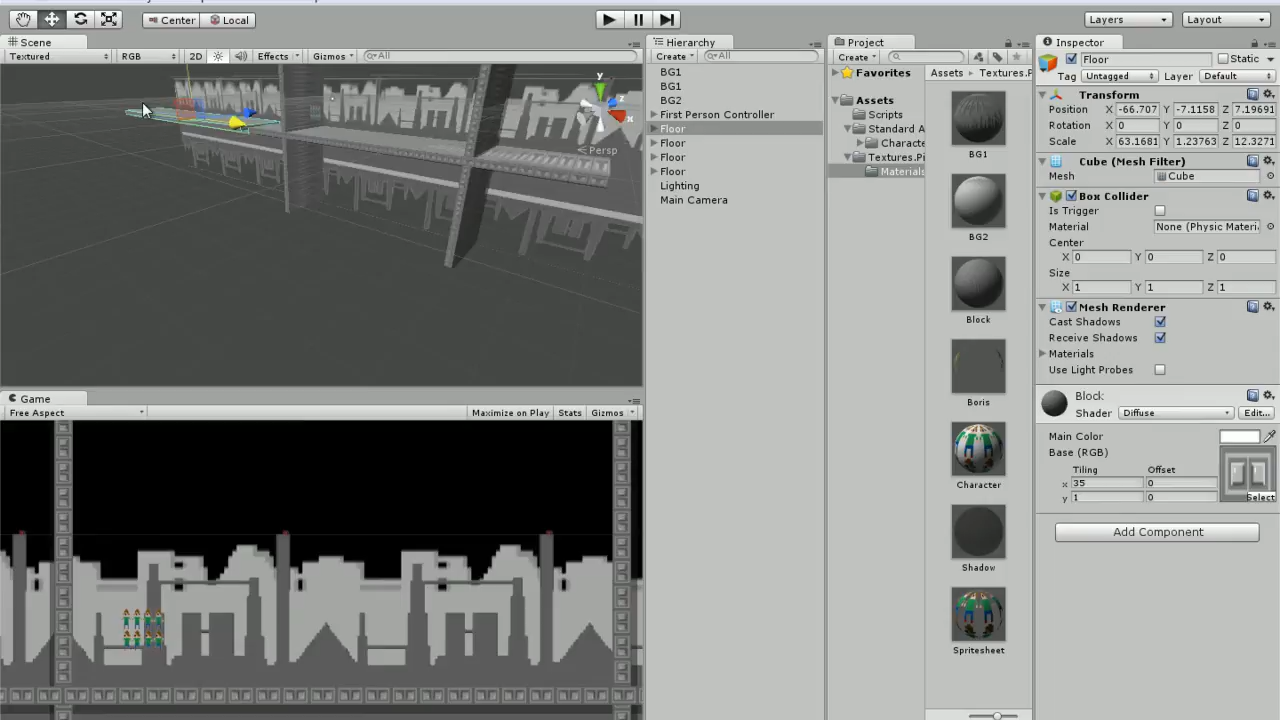 Center
Local
Layers
Layout
Scene
Textured
RGB
2D
Effects
Gizmos
All
y
z
x
Persp
Game
Free Aspect
Maximize on Play
Stats
Gizmos
Hierarchy
Create
All
BG1
BG1
BG2
First Person Controller
Floor
Floor
Floor
Floor
Lighting
Main Camera
Project
Create
Favorites
Assets
Scripts
Standard A
Characte
Textures.Pi
Materials
Assets
Textures.P
BG1
BG2
Block
Boris
Character
Shadow
Spritesheet
Inspector
Floor
Static
Tag Untagged Layer Default
Transform
Position X -66.707 Y -7.1158 Z 7.19691
Rotation X 0 Y 0 Z 0
Scale X 63.1681 Y 1.23763 Z 12.3271
Cube (Mesh Filter)
Mesh Cube
Box Collider
Is Trigger
Material None (Physic Materi
Center
X 0 Y 0 Z 0
Size
X 1 Y 1 Z 1
Mesh Renderer
Cast Shadows
Receive Shadows
Materials
Use Light Probes
Block
Shader Diffuse Edit...
Main Color
Base (RGB)
Tiling Offset
x 35 0
y 1 0
Select
Add Component